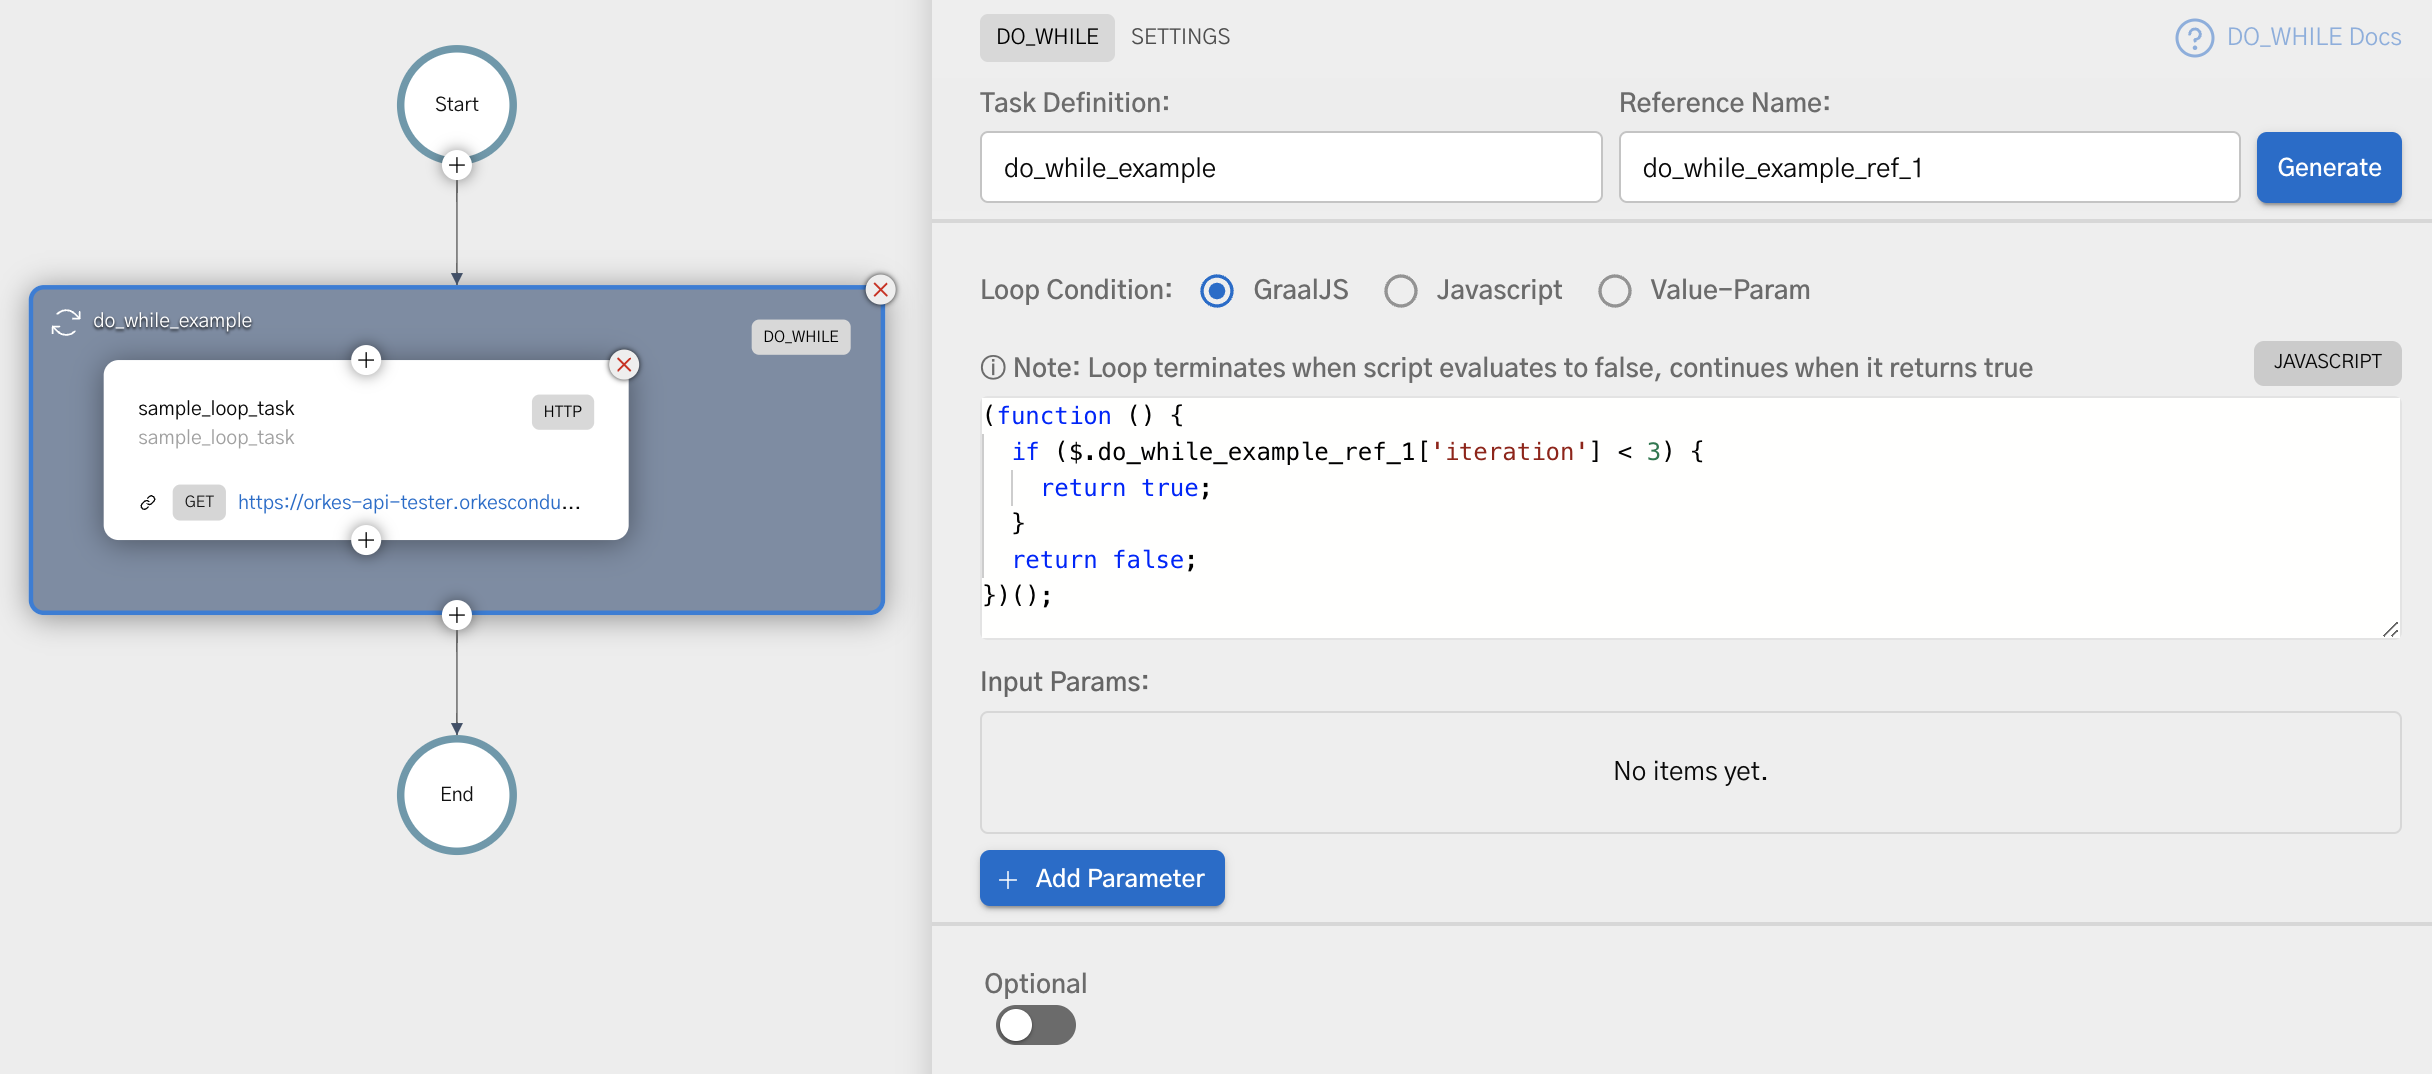 Start
do_while_example
DO_WHILE
sample_loop_task
HTTP
sample_loop_task
GET
https://orkes-api-tester.orkescondu...
End
DO_WHILE
SETTINGS
DO_WHILE Docs
Task Definition:
Reference Name:
do_while_example
do_while_example_ref_1
Generate
Loop Condition:
GraalJS
Javascript
Value-Param
Note: Loop terminates when script evaluates to false, continues when it returns true
JAVASCRIPT
(function () {
  if ($.do_while_example_ref_1['iteration'] < 3) {
    return true;
  }
  return false;
})();
Input Params:
No items yet.
+ Add Parameter
Optional